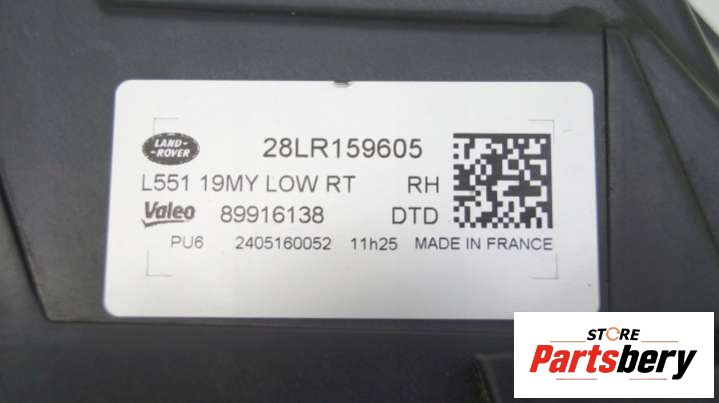 LAND-
ROVER
28LR159605
L551 19MY LOW RT RH
Valeo 89916138 DTD
PU6 2405160052 11h25 MADE IN FRANCE
STORE
Partsbery